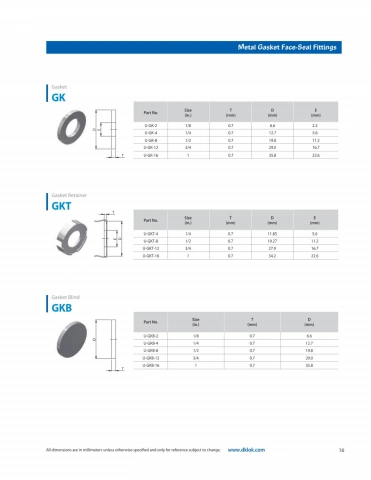 Metal Gasket Face-Seal Fittings
Gasket
GK
Part No. Size (in.) T (mm) D (mm) E (mm)
U-GK-2 1/8 0.7 6.6 2.3
U-GK-4 1/4 0.7 12.7 5.6
U-GK-8 1/2 0.7 19.8 11.2
U-GK-12 3/4 0.7 29.0 16.7
U-GK-16 1 0.7 35.8 22.6
D E T
Gasket Retainer
GKT
Part No. Size (in.) T (mm) D (mm) E (mm)
U-GKT-4 1/4 0.7 11.85 5.6
U-GKT-8 1/2 0.7 19.27 11.2
U-GKT-12 3/4 0.7 27.9 16.7
U-GKT-16 1 0.7 34.2 22.6
T E D
Gasket Blind
GKB
Part No. Size (in.) T (mm) D (mm)
U-GKB-2 1/8 0.7 6.6
U-GKB-4 1/4 0.7 12.7
U-GKB-8 1/2 0.7 19.8
U-GKB-12 3/4 0.7 29.0
U-GKB-16 1 0.7 35.8
D T
All dimensions are in millimeters unless otherwise specified and only for reference subject to change. www.dklok.com